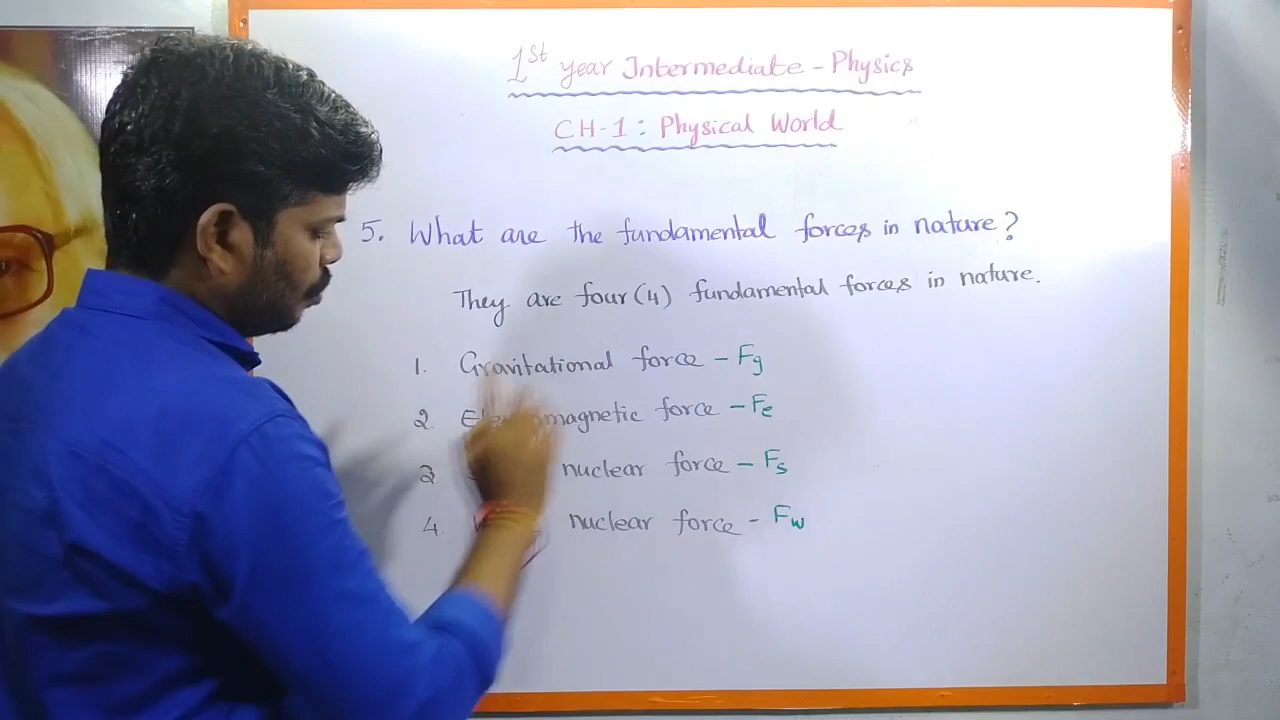 1st year Intermediate - Physics
CH-1: Physical World
5. What are the fundamental forces in nature?
They are four (4) fundamental forces in nature.
1. Gravitational force - Fg
2. magnetic force - Fe
3 nuclear force - Fs
4. nuclear force - Fw